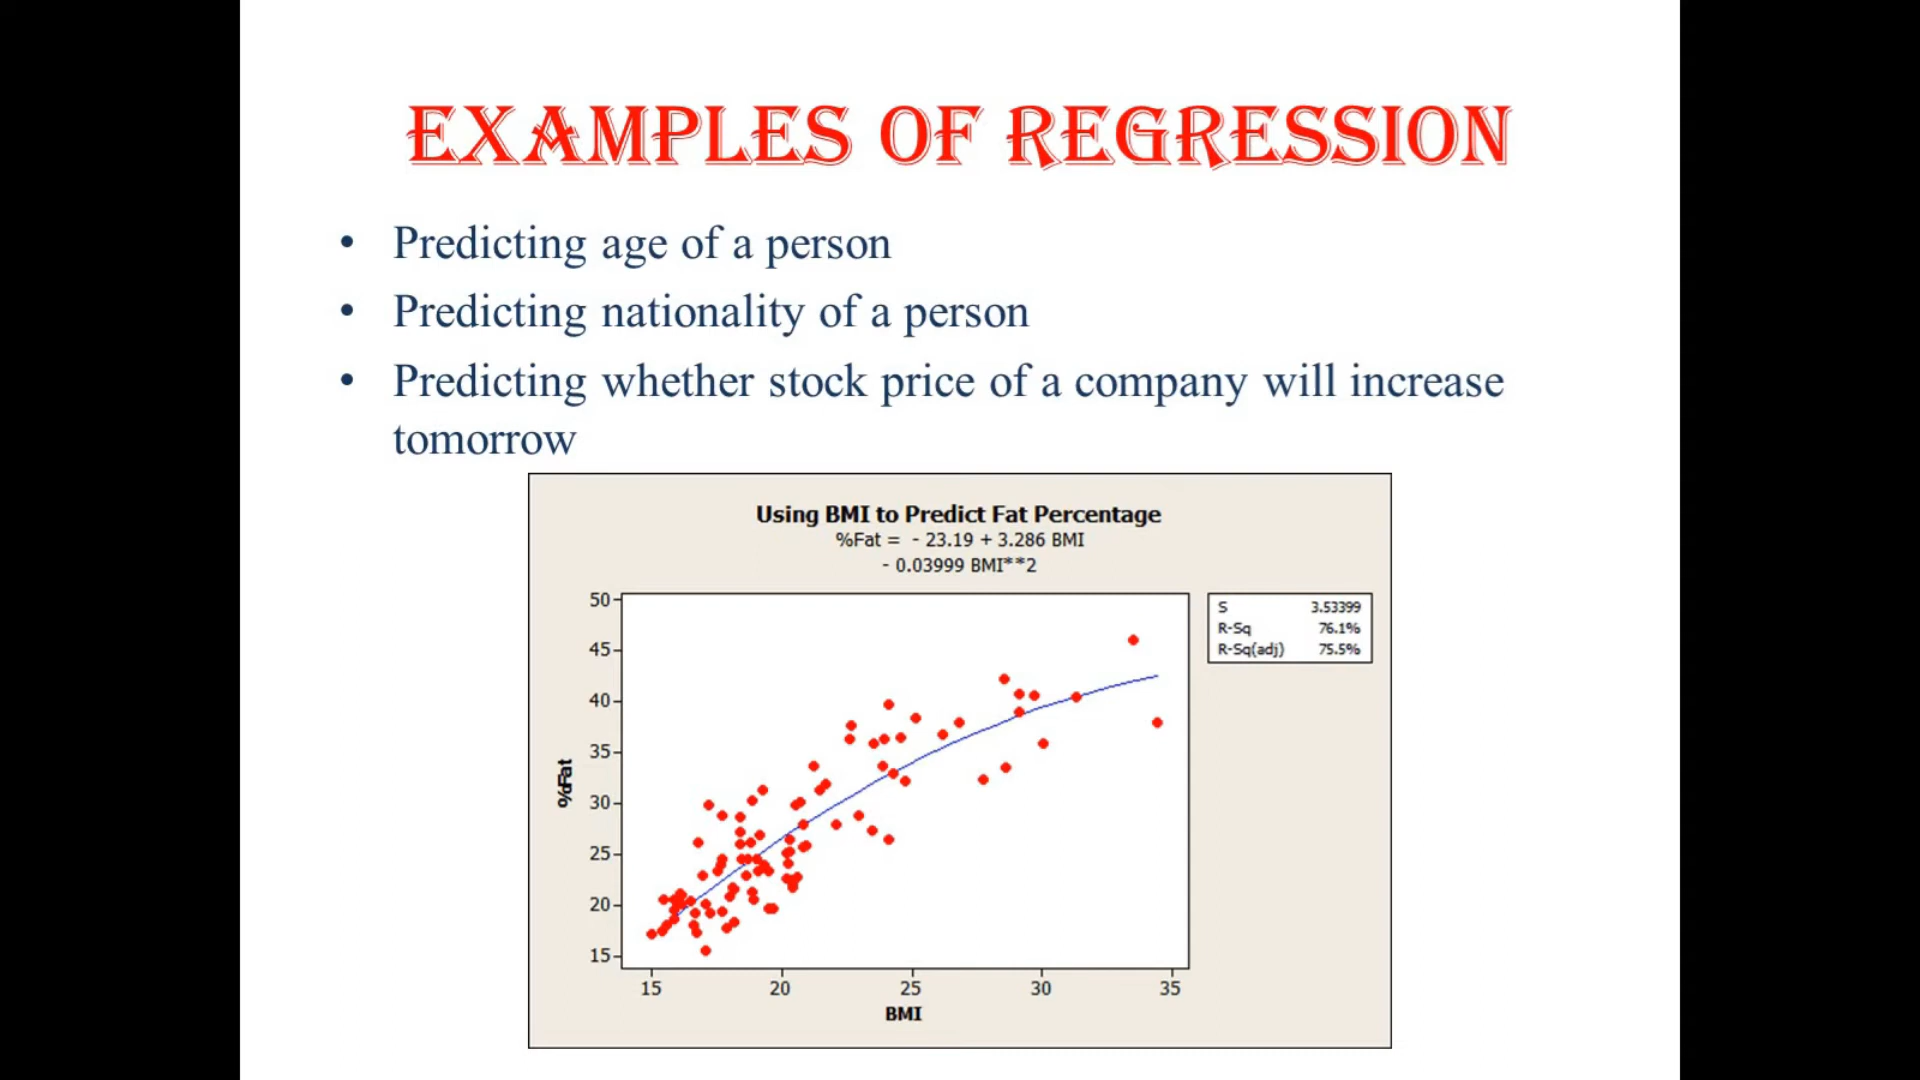 EXAMPLES OF REGRESSION
• Predicting age of a person
• Predicting nationality of a person
• Predicting whether stock price of a company will increase
tomorrow
Using BMI to Predict Fat Percentage
%Fat = - 23.19 + 3.286 BMI
- 0.03999 BMI**2
50
45
40
35
30
25
20
15
%Fat
15 20 25 30 35
BMI
S 3.53399
R-Sq 76.1%
R-Sq(adj) 75.5%